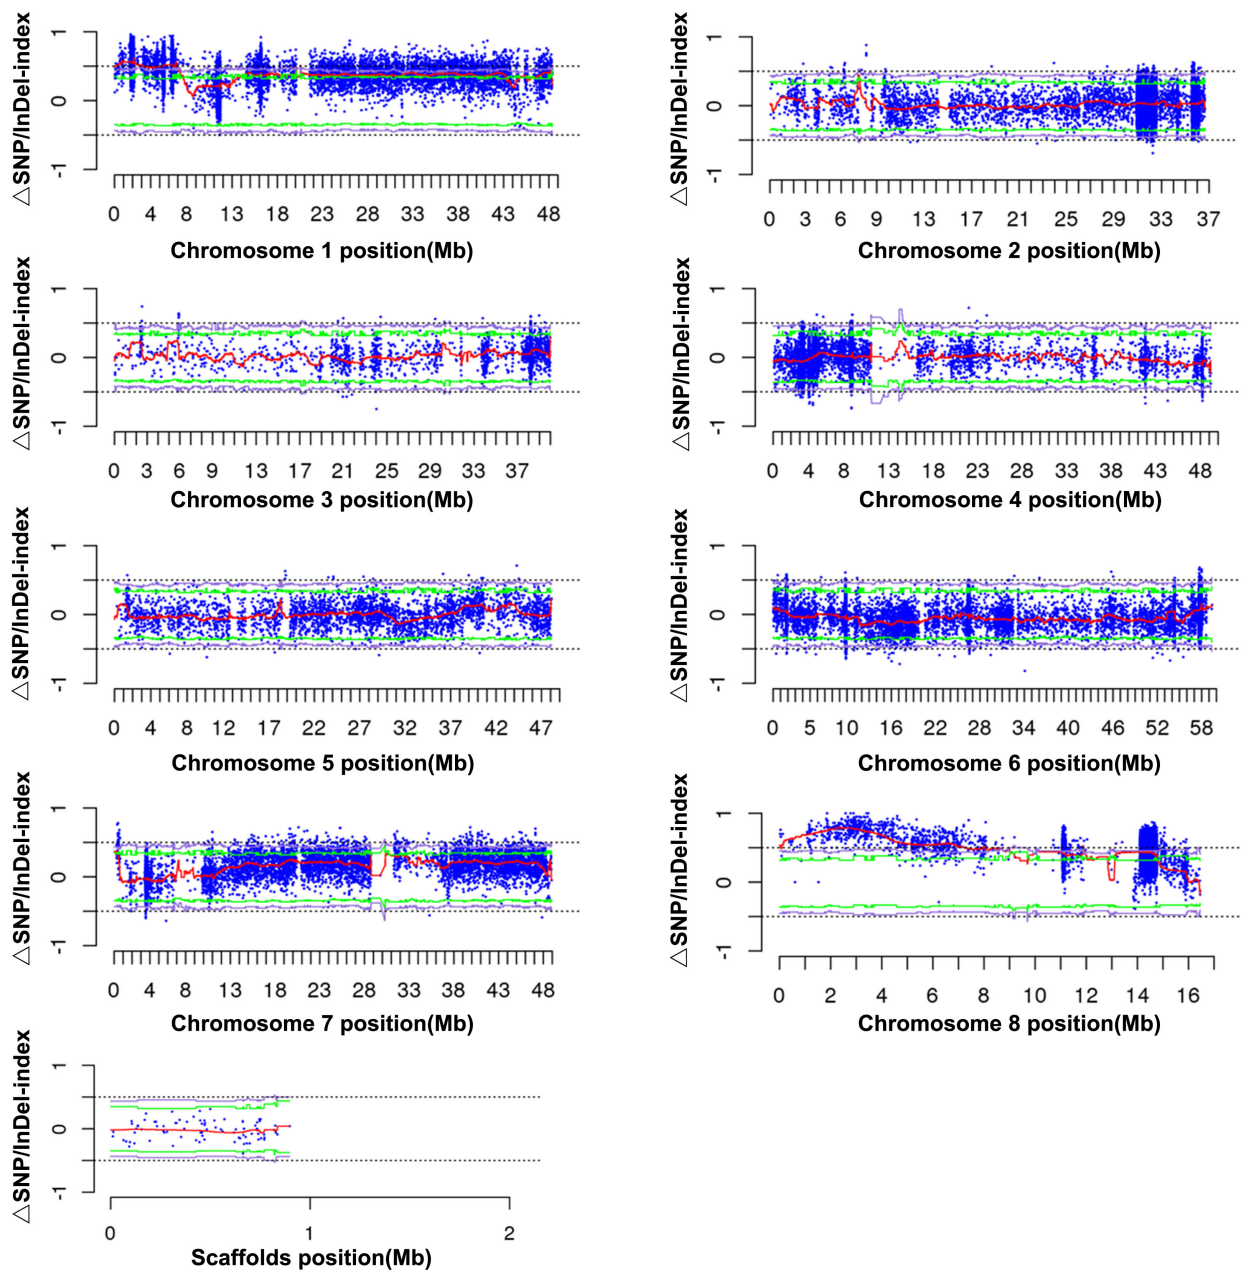 △SNP/InDel-index
1
0
-1
0 4 8 13 18 23 28 33 38 43 48
Chromosome 1 position(Mb)
△SNP/InDel-index
1
0
-1
0 3 6 9 13 17 21 25 29 33 37
Chromosome 2 position(Mb)
△SNP/InDel-index
1
0
-1
0 3 6 9 13 17 21 25 29 33 37
Chromosome 3 position(Mb)
△SNP/InDel-index
1
0
-1
0 4 8 13 18 23 28 33 38 43 48
Chromosome 4 position(Mb)
△SNP/InDel-index
1
0
-1
0 4 8 12 17 22 27 32 37 42 47
Chromosome 5 position(Mb)
△SNP/InDel-index
1
0
-1
0 5 10 16 22 28 34 40 46 52 58
Chromosome 6 position(Mb)
△SNP/InDel-index
1
0
-1
0 4 8 13 18 23 28 33 38 43 48
Chromosome 7 position(Mb)
△SNP/InDel-index
1
0
-1
0 2 4 6 8 10 12 14 16
Chromosome 8 position(Mb)
△SNP/InDel-index
1
0
-1
0 1 2
Scaffolds position(Mb)